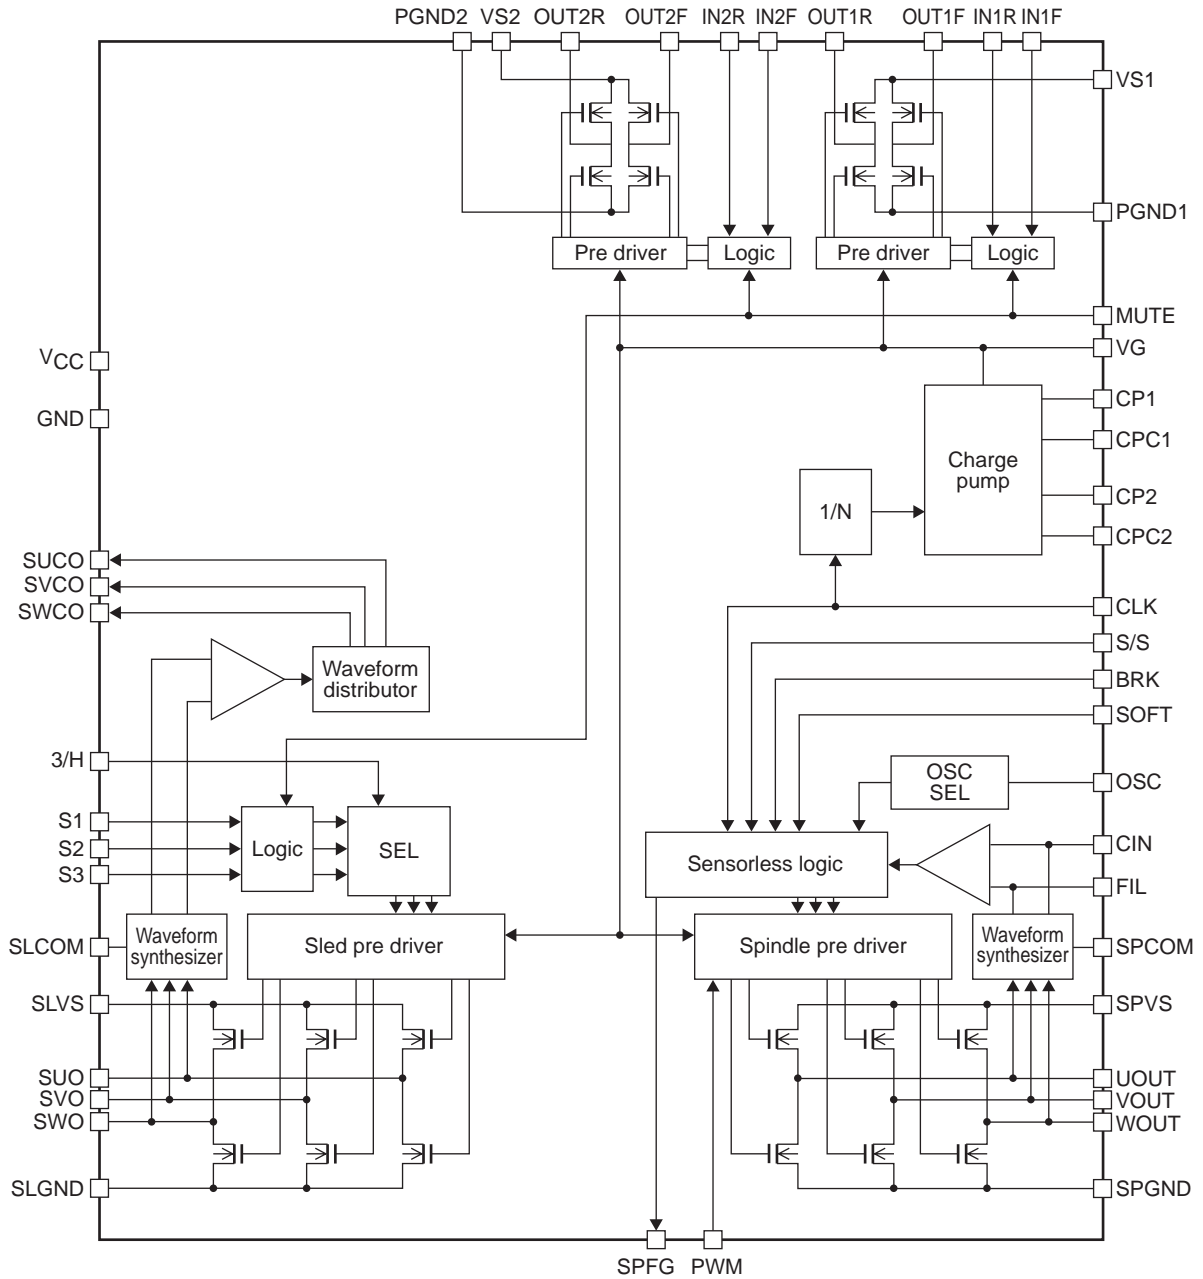 PGND2 VS2 OUT2R OUT2F IN2R IN2F OUT1R OUT1F IN1R IN1F
VS1
PGND1
Pre driver Logic Pre driver Logic
MUTE
VG
VCC
CP1
GND
CPC1
Charge
pump
CP2
1/N
CPC2
SUCO
SVCO
SWCO
CLK
S/S
Waveform
distributor
BRK
SOFT
3/H
OSC
SEL
OSC
S1
S2
S3
Logic SEL
Sensorless logic
CIN
FIL
SLCOM
Waveform
synthesizer
Sled pre driver
Spindle pre driver
Waveform
synthesizer
SPCOM
SLVS
SPVS
SUO
SVO
SWO
UOUT
VOUT
WOUT
SLGND
SPGND
SPFG PWM